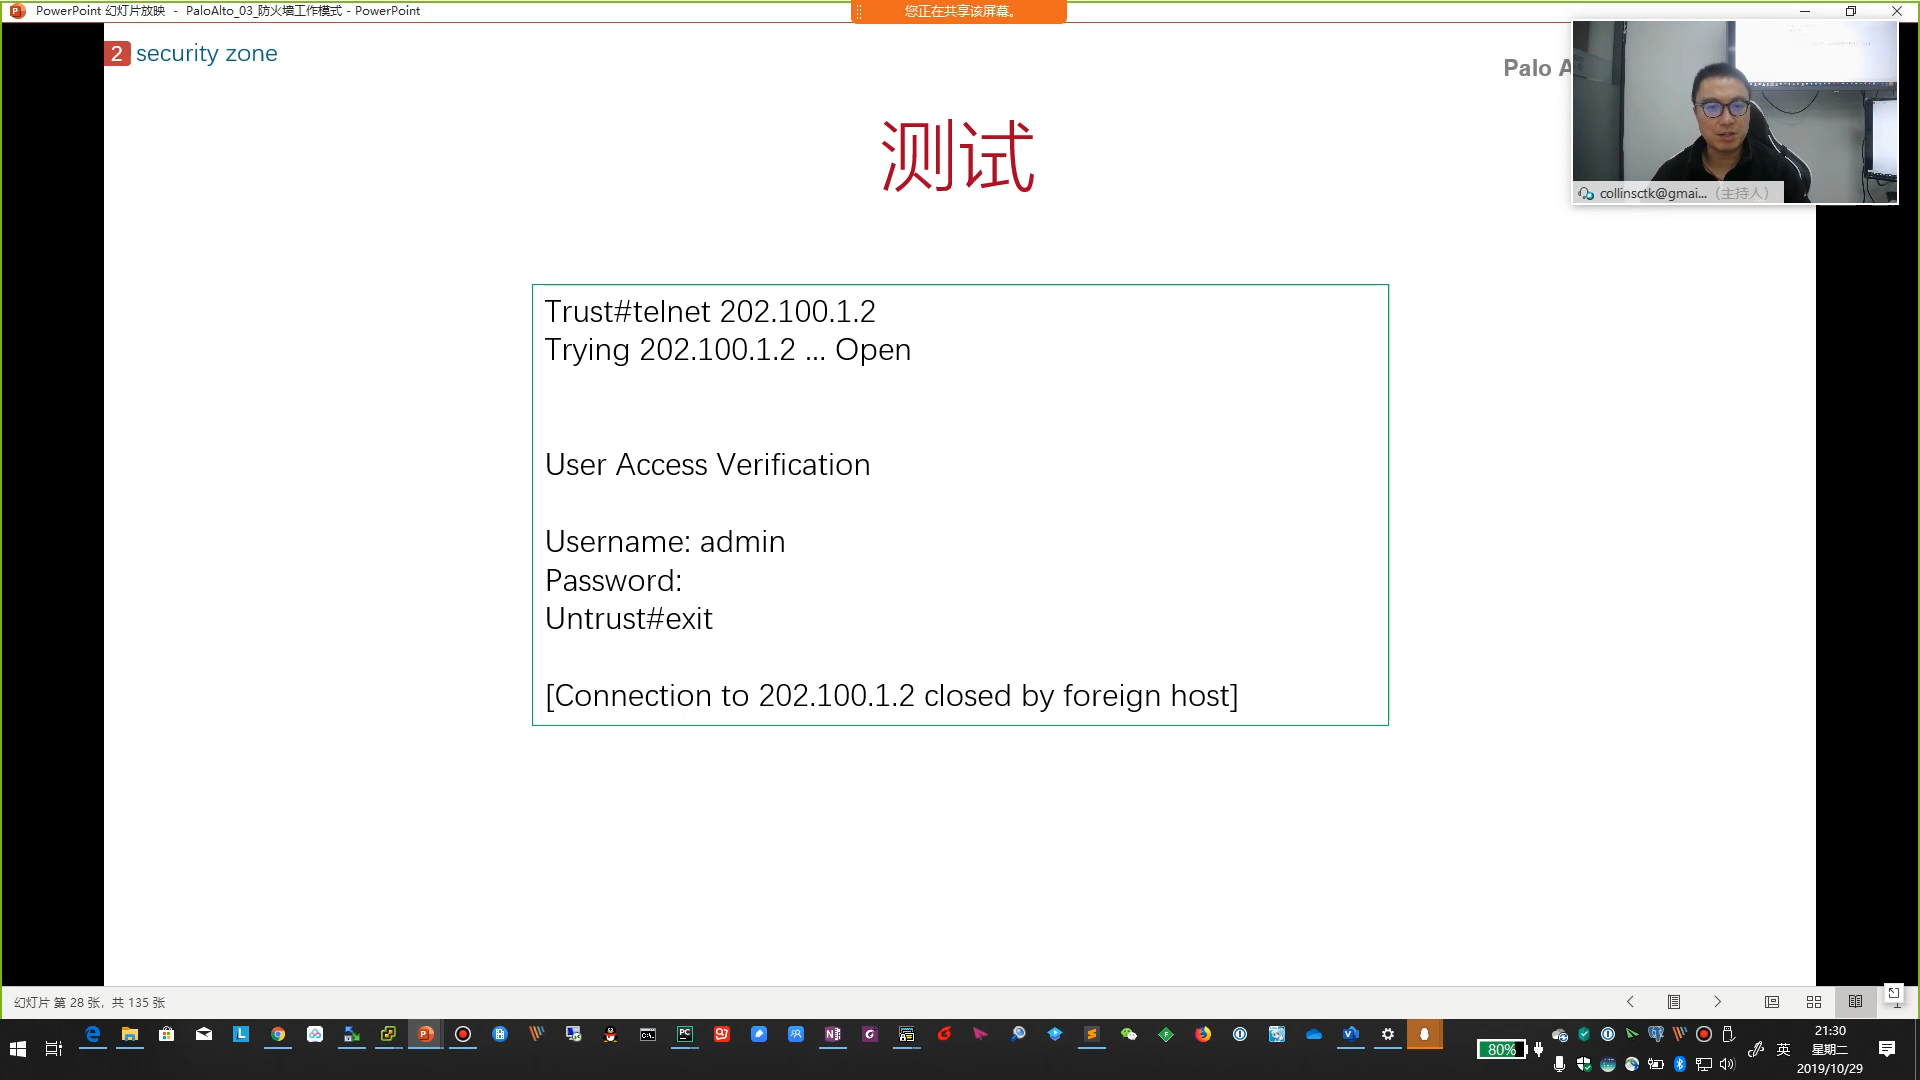 PowerPoint 幻灯片放映 - PaloAlto_03_防火墙工作模式 - PowerPoint
您正在共享该屏幕。
2 security zone
Palo A
测试
collinsctk@gmai... (主持人)
Trust#telnet 202.100.1.2
Trying 202.100.1.2 ... Open
User Access Verification
Username: admin
Password:
Untrust#exit
[Connection to 202.100.1.2 closed by foreign host]
幻灯片 第 28 张，共 135 张
80%
英
21:30
星期二
2019/10/29